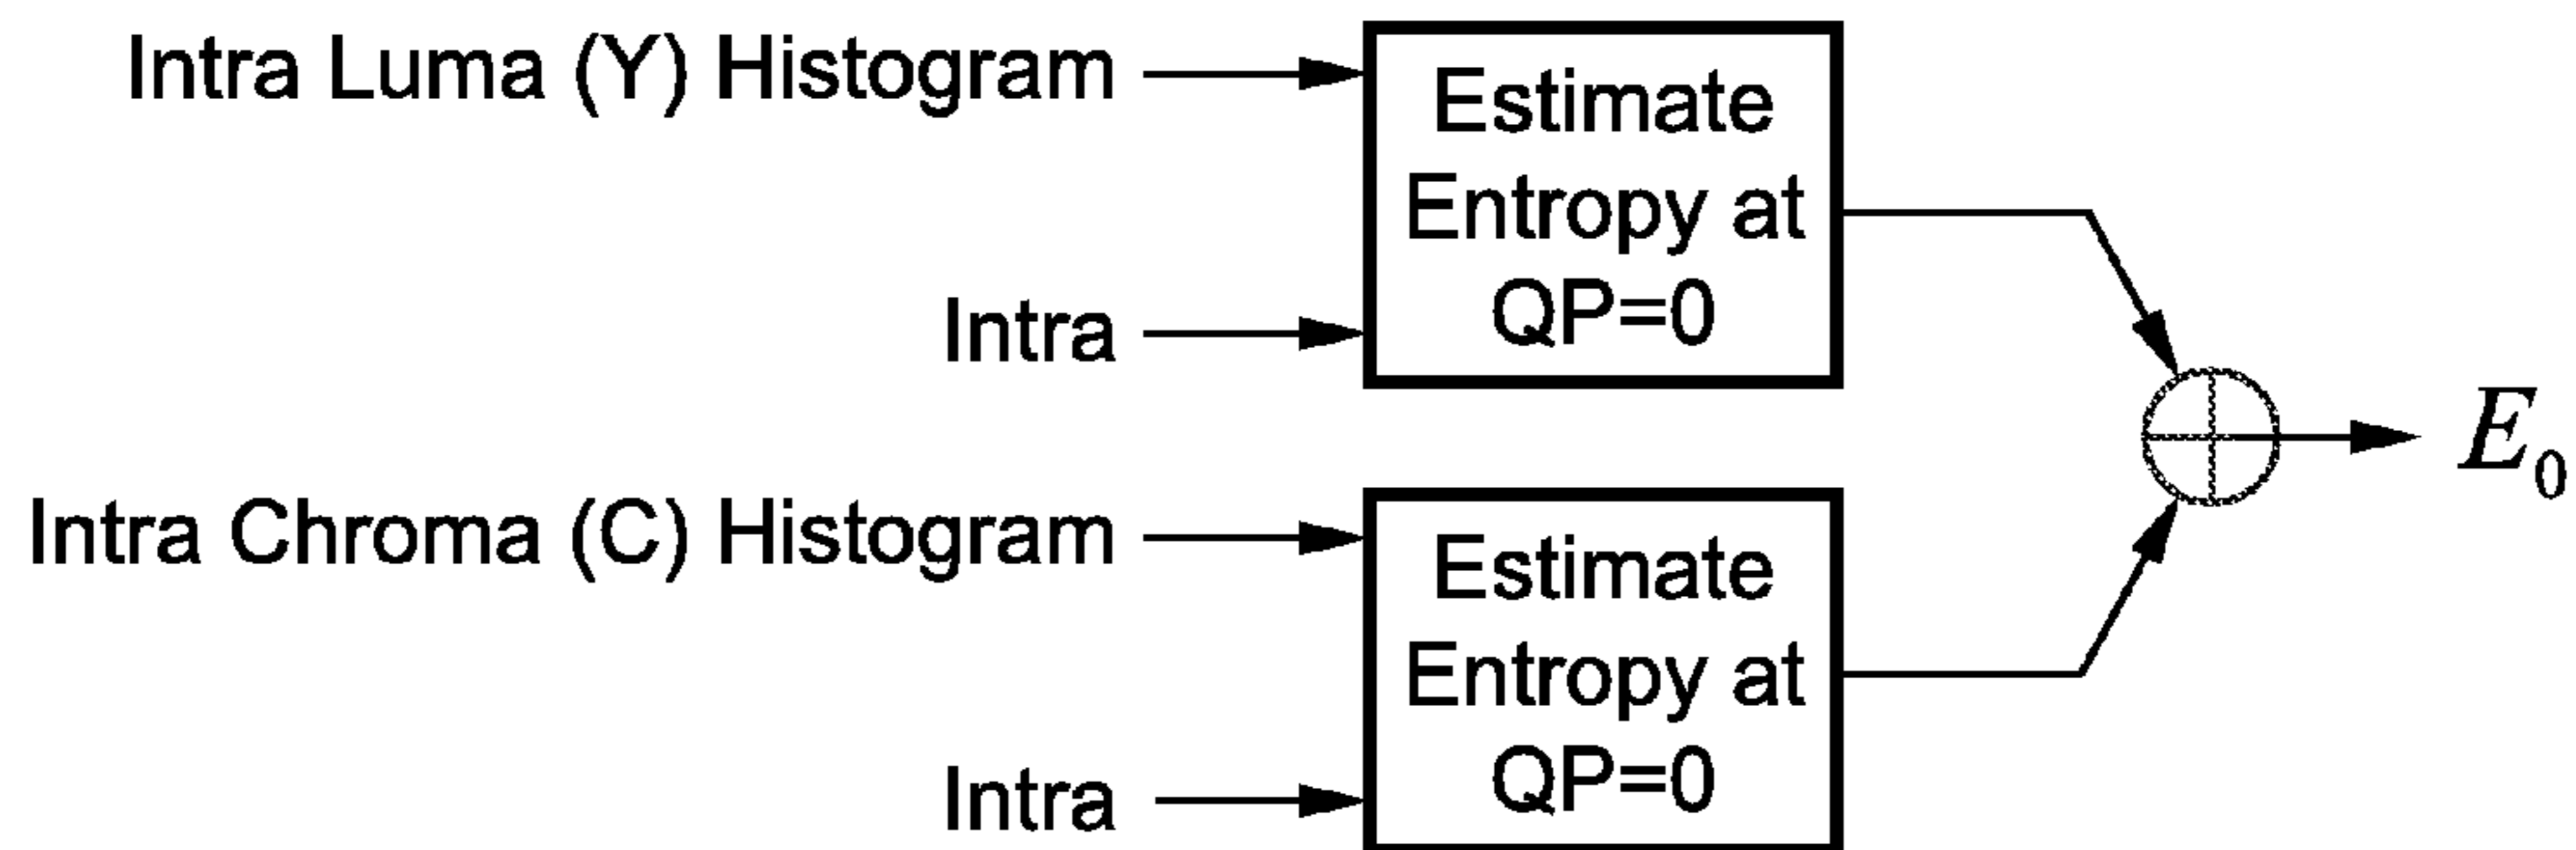 Intra Luma (Y) Histogram
Estimate
Entropy at
QP=0
Intra
E₀
Intra Chroma (C) Histogram
Estimate
Entropy at
QP=0
Intra